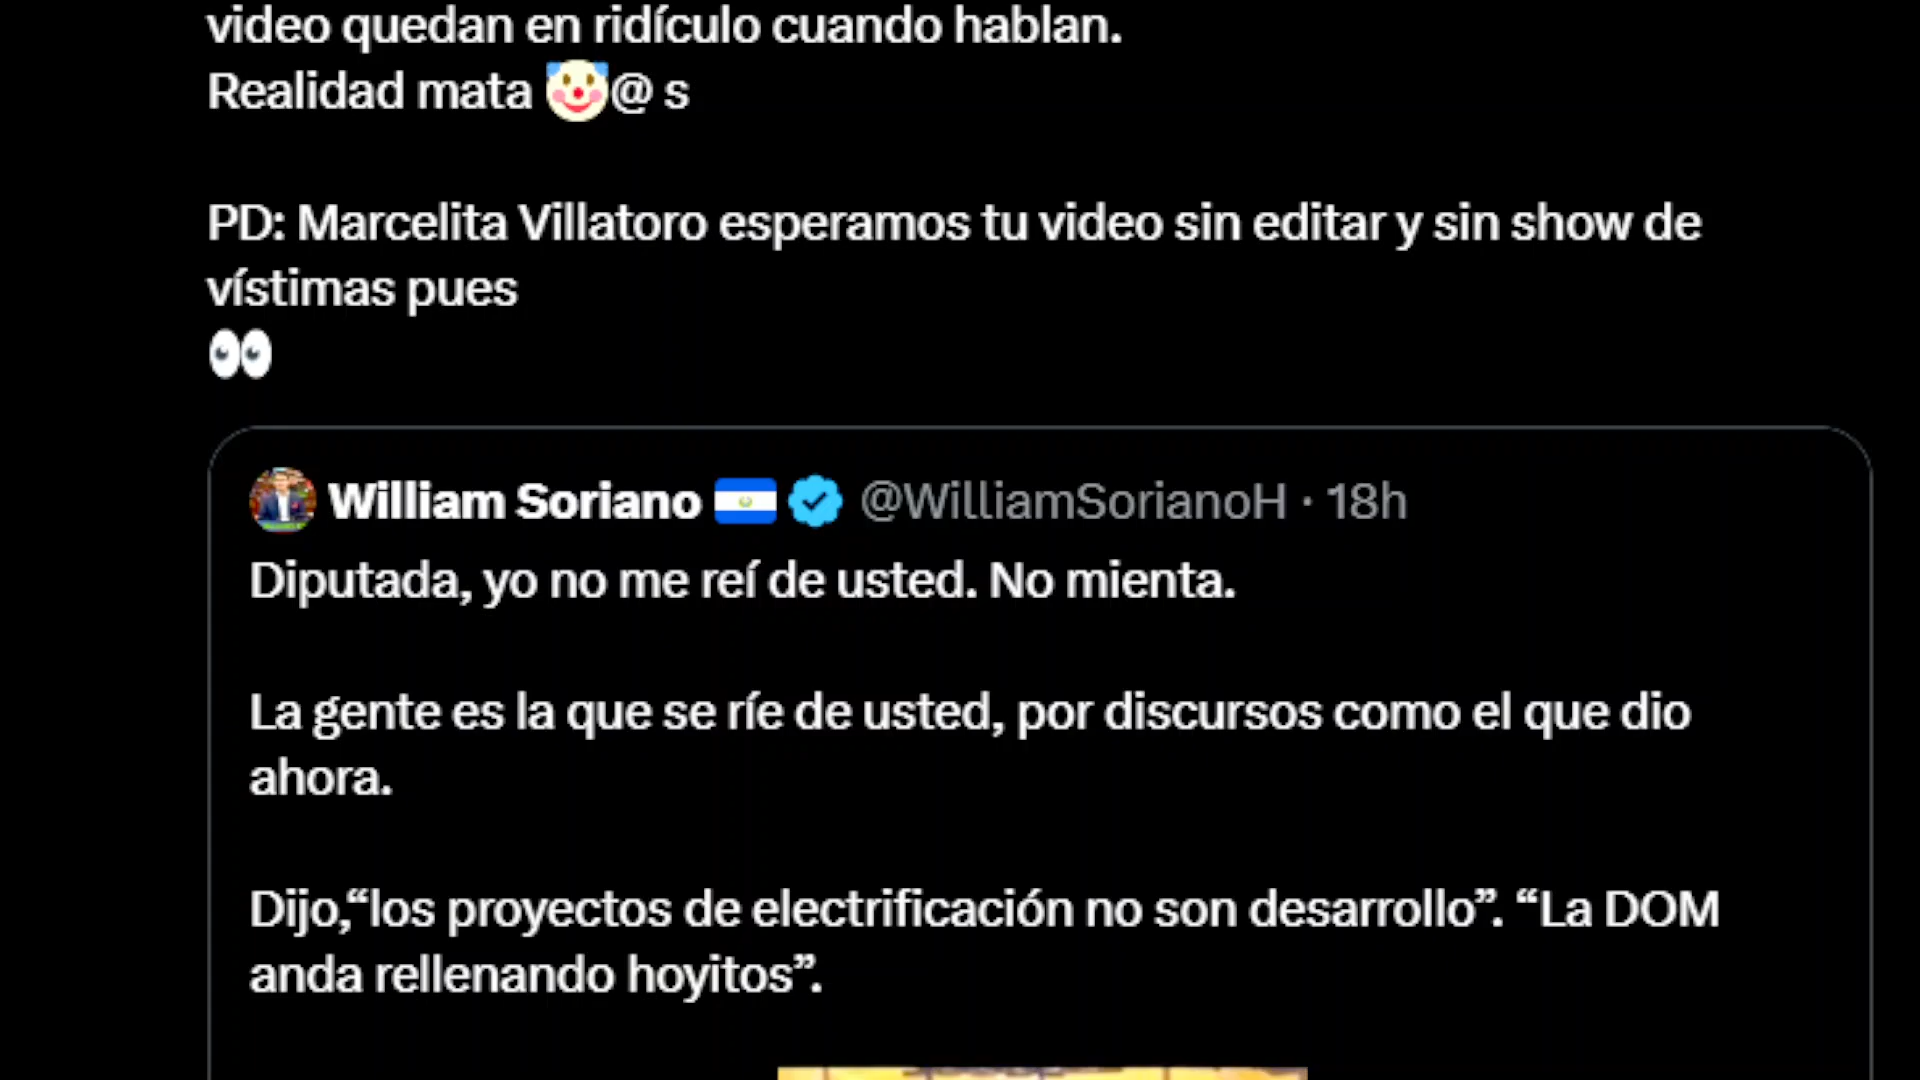 video quedan en ridículo cuando hablan.
Realidad mata 🤡@ s
PD: Marcelita Villatoro esperamos tu video sin editar y sin show de
vístimas pues
👀
William Soriano 🇸🇻 @WilliamSorianoH · 18h
Diputada, yo no me reí de usted. No mienta.
La gente es la que se ríe de usted, por discursos como el que dio
ahora.
Dijo,“los proyectos de electrificación no son desarrollo”. “La DOM
anda rellenando hoyitos”.